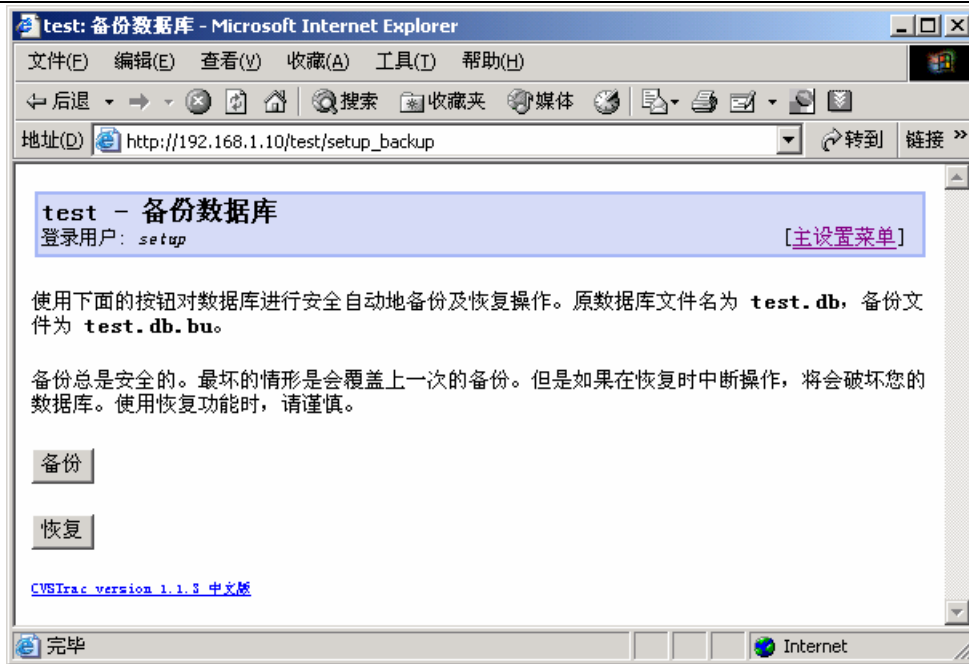 test: 备份数据库 - Microsoft Internet Explorer
文件(F) 编辑(E) 查看(V) 收藏(A) 工具(T) 帮助(H)
后退 搜索 收藏夹 媒体
地址(D) http://192.168.1.10/test/setup_backup 转到 链接 »
test - 备份数据库
登录用户: setup [主设置菜单]
使用下面的按钮对数据库进行安全自动地备份及恢复操作。原数据库文件名为 test.db，备份文
件为 test.db.bu。
备份总是安全的。最坏的情形是会覆盖上一次的备份。但是如果在恢复时中断操作，将会破坏您的
数据库。使用恢复功能时，请谨慎。
备份
恢复
CVSTrac version 1.1.3 中文版
完毕 Internet